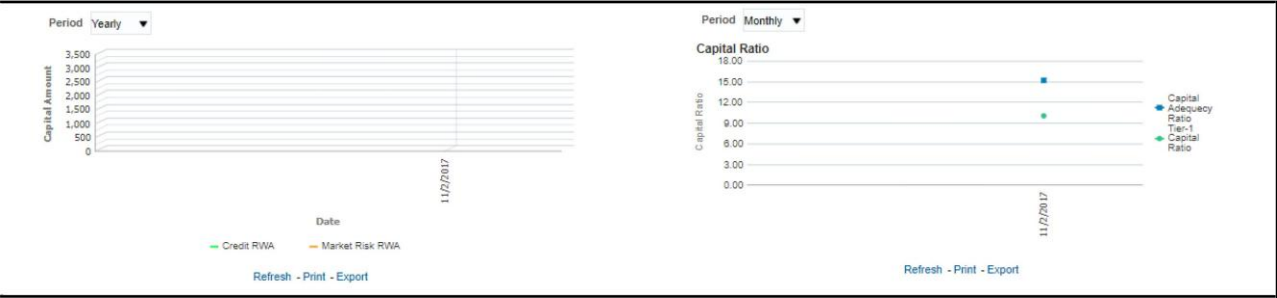 Period Yearly
3,500
3,000
2,500
2,000
1,500
1,000
500
0
Capital Amount
11/2/2017
Date
Credit RWA
Market Risk RWA
Refresh - Print - Export
Period Monthly
Capital Ratio
18.00
15.00
12.00
9.00
6.00
3.00
0.00
Capital Ratio
11/2/2017
Capital
Adequecy
Ratio
Tier-1
Capital
Ratio
Refresh - Print - Export